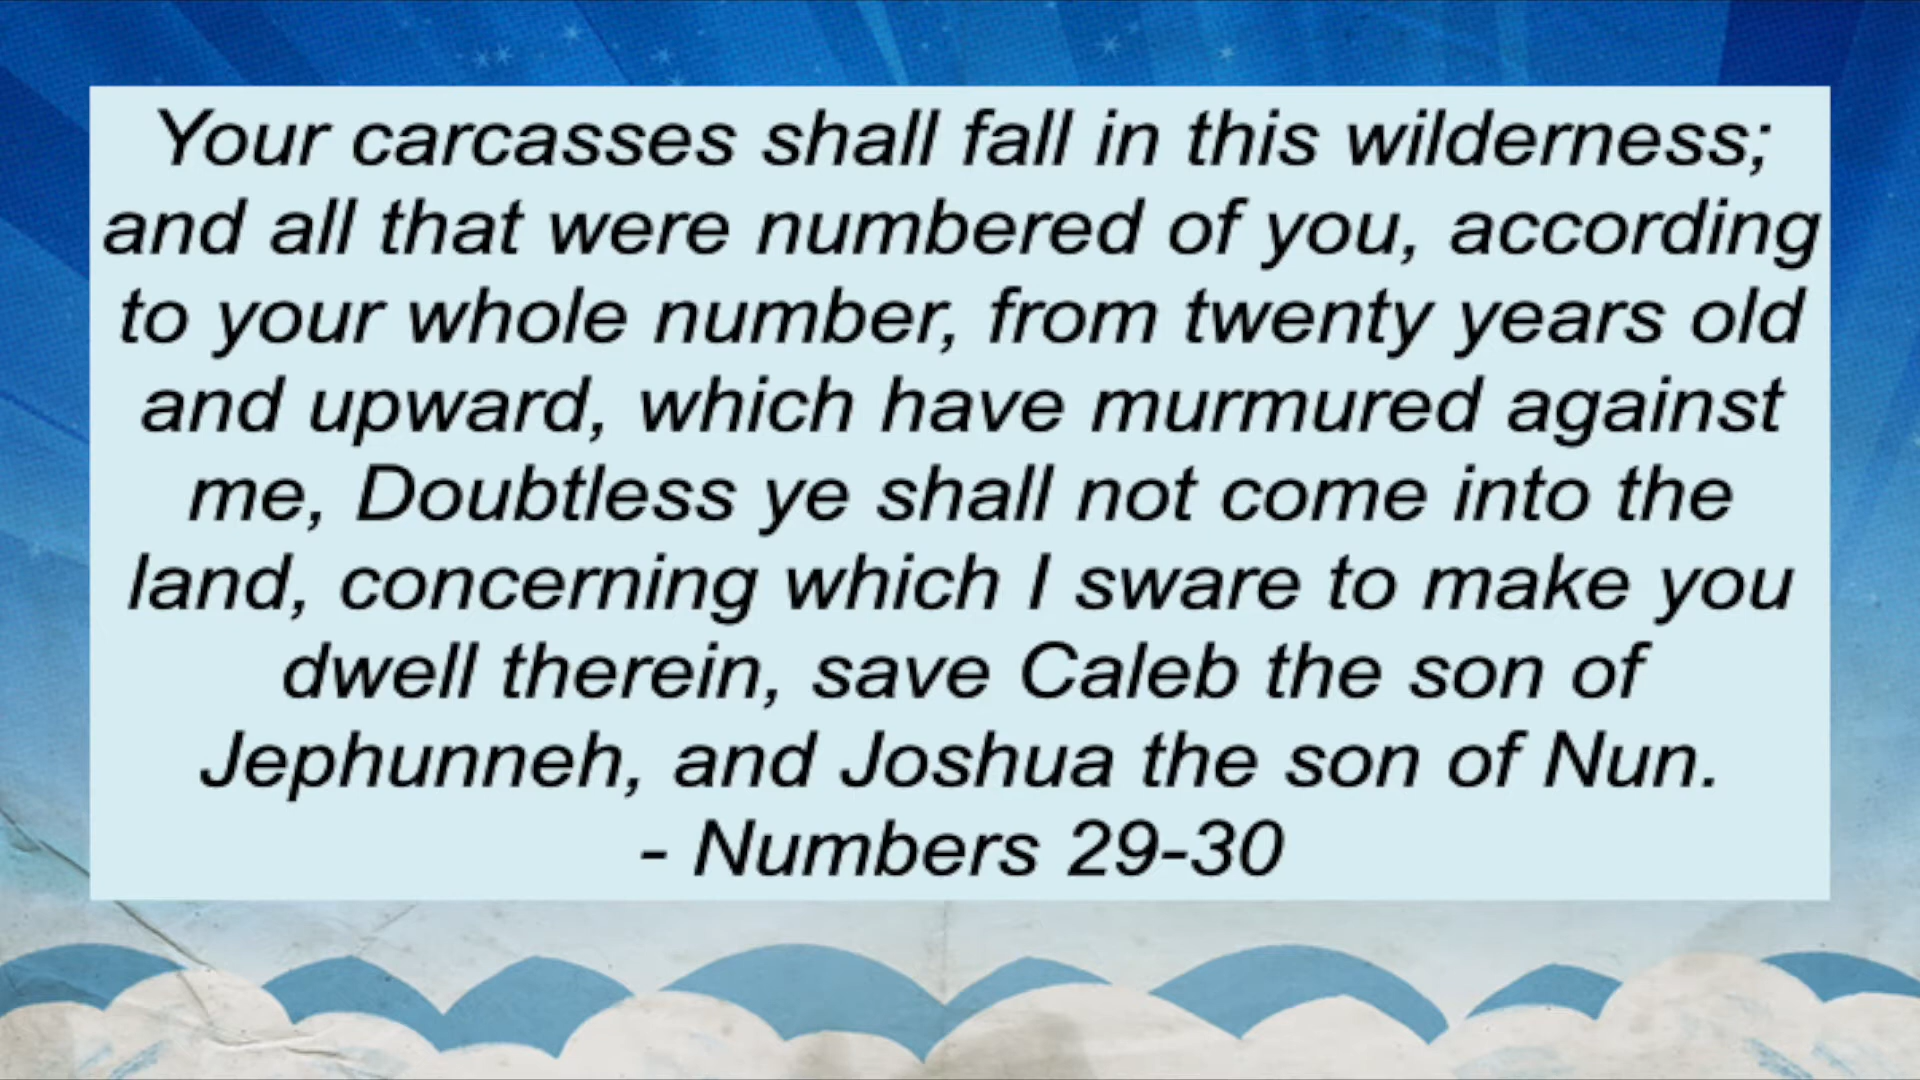 Your carcasses shall fall in this wilderness;
and all that were numbered of you, according
to your whole number, from twenty years old
and upward, which have murmured against
me, Doubtless ye shall not come into the
land, concerning which I sware to make you
dwell therein, save Caleb the son of
Jephunneh, and Joshua the son of Nun.
- Numbers 29-30